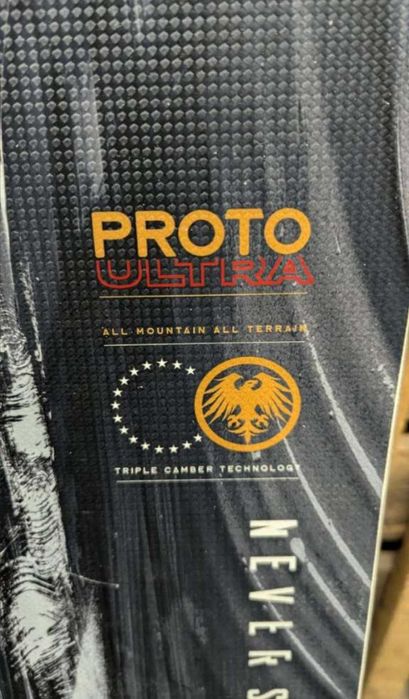 PROTO
ULTRA
ALL MOUNTAIN ALL TERRAIN
TRIPLE CAMBER TECHNOLOGY
NEVER S